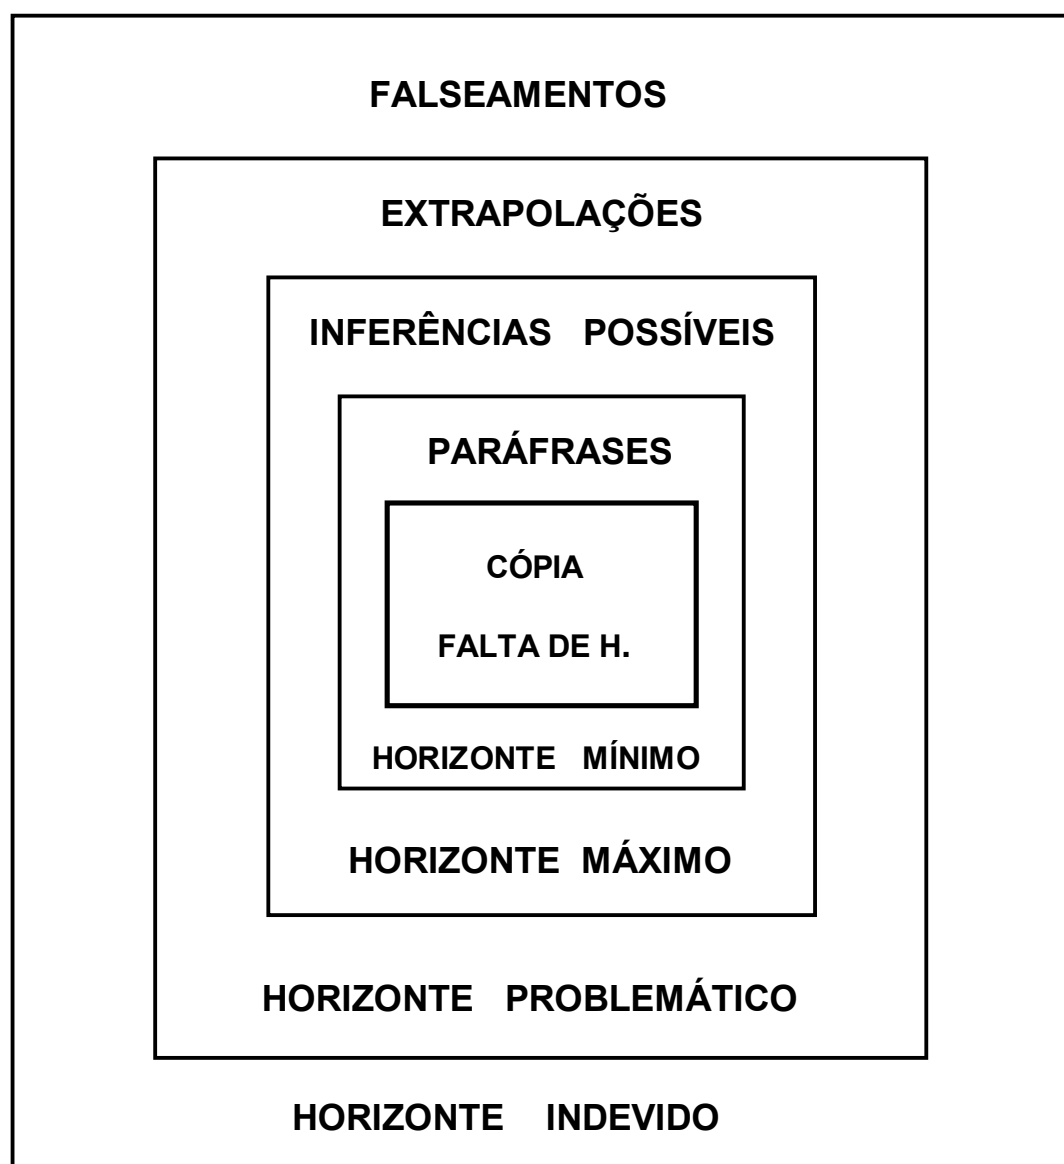 FALSEAMENTOS
EXTRAPOLAÇÕES
INFERÊNCIAS POSSÍVEIS
PARÁFRASES
CÓPIA
FALTA DE H.
HORIZONTE MÍNIMO
HORIZONTE MÁXIMO
HORIZONTE PROBLEMÁTICO
HORIZONTE INDEVIDO